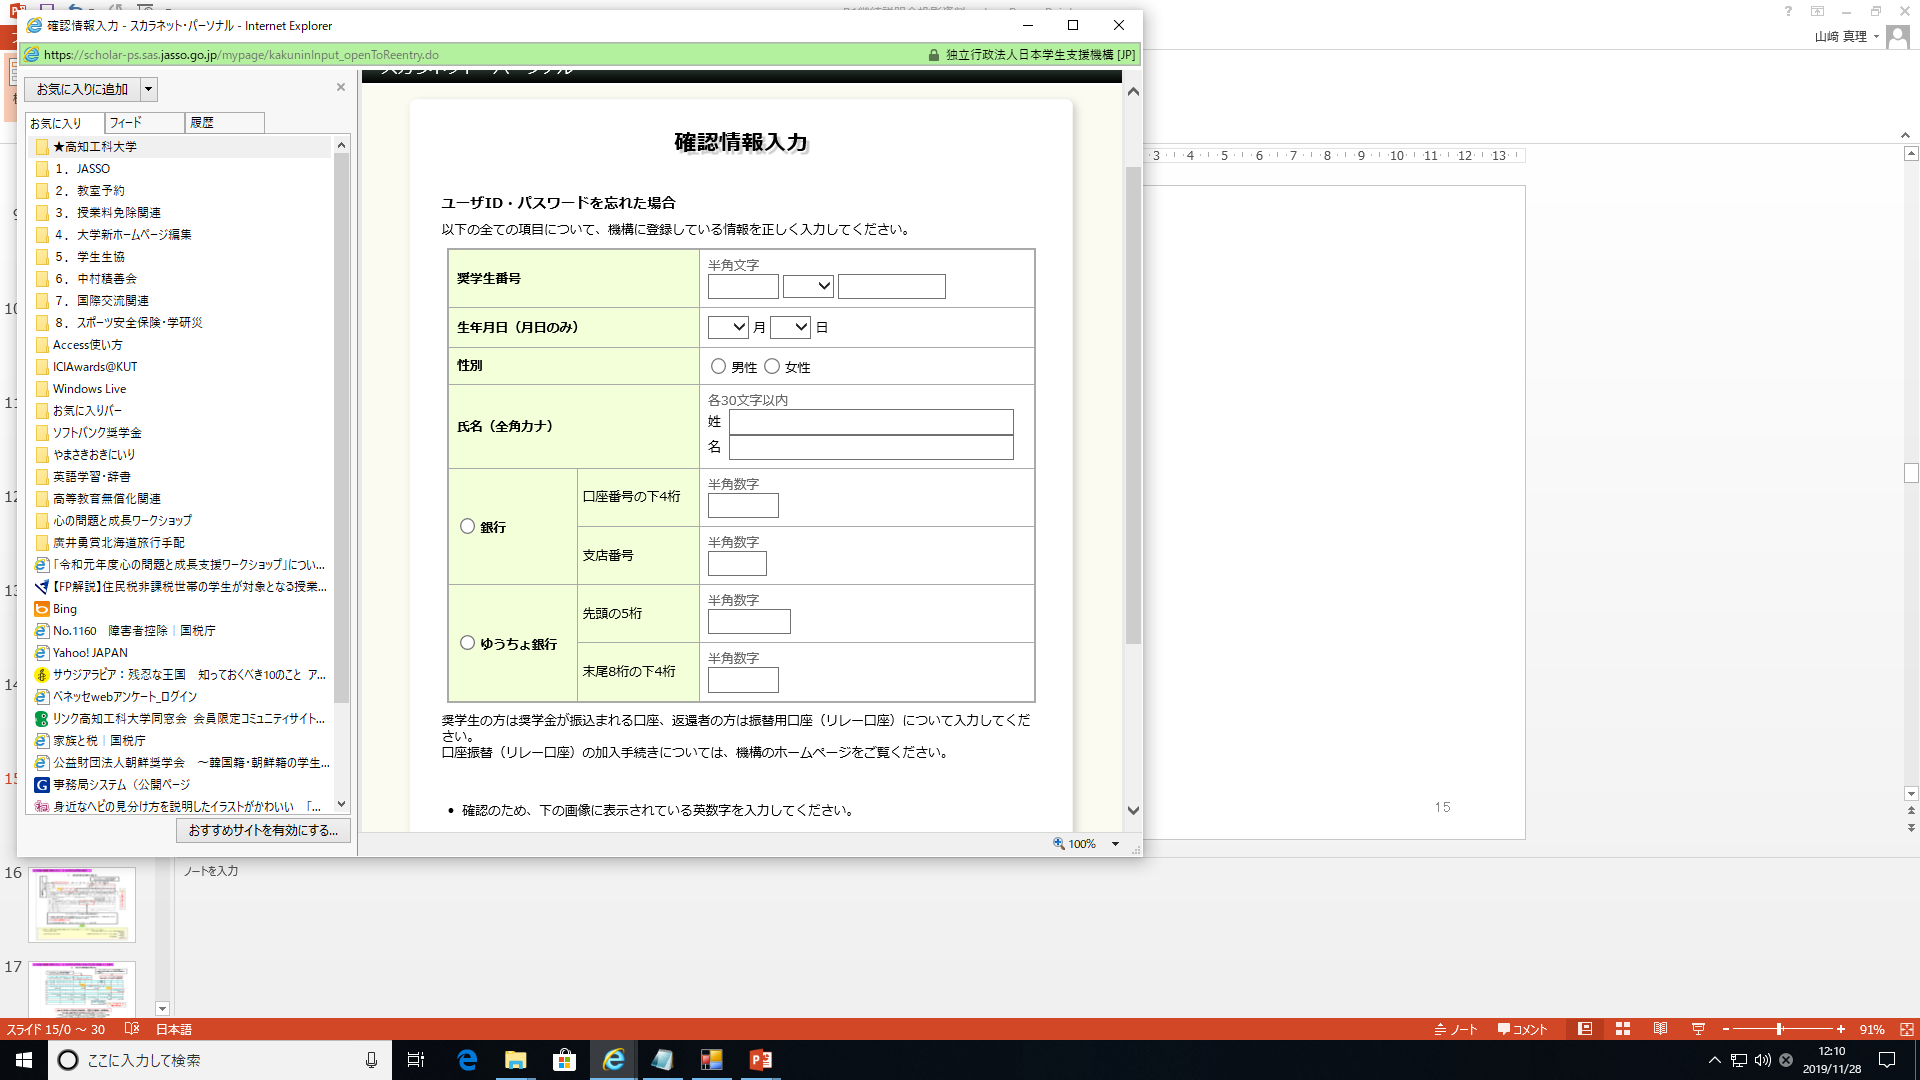 確認情報入力 - スカラネット・パーソナル - Internet Explorer
山﨑 真理
https://scholar-ps.sas.jasso.go.jp/mypage/kakuninInput_openToReentry.do
独立行政法人日本学生支援機構 [JP]
お気に入りに追加
お気に入り
フィード
履歴
★高知工科大学
1．JASSO
2．教室予約
3．授業料免除関連
4．大学新ホームページ編集
5．学生生協
6．中村積善会
7．国際交流関連
8．スポーツ安全保険・学研災
Access使い方
ICIAwards@KUT
Windows Live
お気に入りバー
ソフトバンク奨学金
やまさきおきにいり
英語学習・辞書
高等教育無償化関連
心の問題と成長ワークショップ
廣井勇賞北海道旅行手配
「令和元年度心の問題と成長支援ワークショップ」につい...
【FP解説】住民税非課税世帯の学生が対象となる授業...
Bing
No.1160　障害者控除｜国税庁
Yahoo! JAPAN
サウジアラビア：残忍な王国　知っておくべき10のこと ア...
ベネッセwebアンケート_ログイン
リンク高知工科大学同窓会 会員限定コミュニティサイト...
家族と税｜国税庁
公益財団法人朝鮮奨学会　～韓国籍・朝鮮籍の学生...
事務局システム（公開ページ
身近なヘビの見分け方を説明したイラストがかわいい　「...
おすすめサイトを有効にする...
確認情報入力
ユーザID・パスワードを忘れた場合
以下の全ての項目について、機構に登録している情報を正しく入力してください。
奨学生番号
半角文字
生年月日（月日のみ）
月 日
性別
男性 女性
氏名（全角カナ）
各30文字以内
姓
名
銀行
口座番号の下4桁
半角数字
支店番号
半角数字
ゆうちょ銀行
先頭の5桁
半角数字
末尾8桁の下4桁
半角数字
奨学生の方は奨学金が振込まれる口座、返還者の方は振替用口座（リレー口座）について入力してくだ
さい。
口座振替（リレー口座）の加入手続きについては、機構のホームページをご覧ください。
• 確認のため、下の画像に表示されている英数字を入力してください。
100%
3 4 5 6 7 8 9 10 11 12 13
15
16
17
ノートを入力
スライド 15/0 ～ 30
日本語
ノート
コメント
91%
ここに入力して検索
12:10
2019/11/28